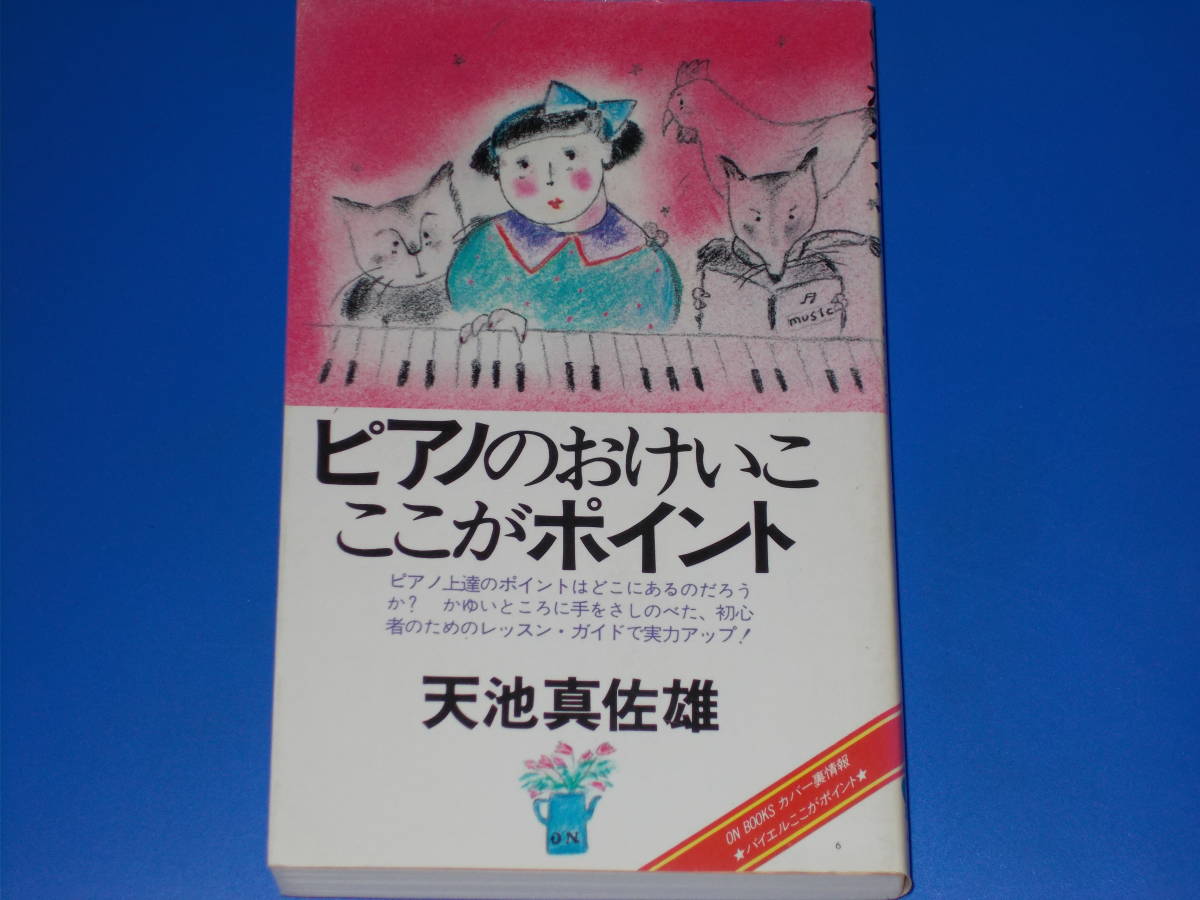 music
ピアノのおけいこ
ここがポイント
ピアノ上達のポイントはどこにあるのだろう
か？ かゆいところに手をさしのべた、初心
者のためのレッスン・ガイドで実力アップ！
天池真佐雄
ON
ON BOOKS カバー裏情報
★バイエルここがポイント★
6